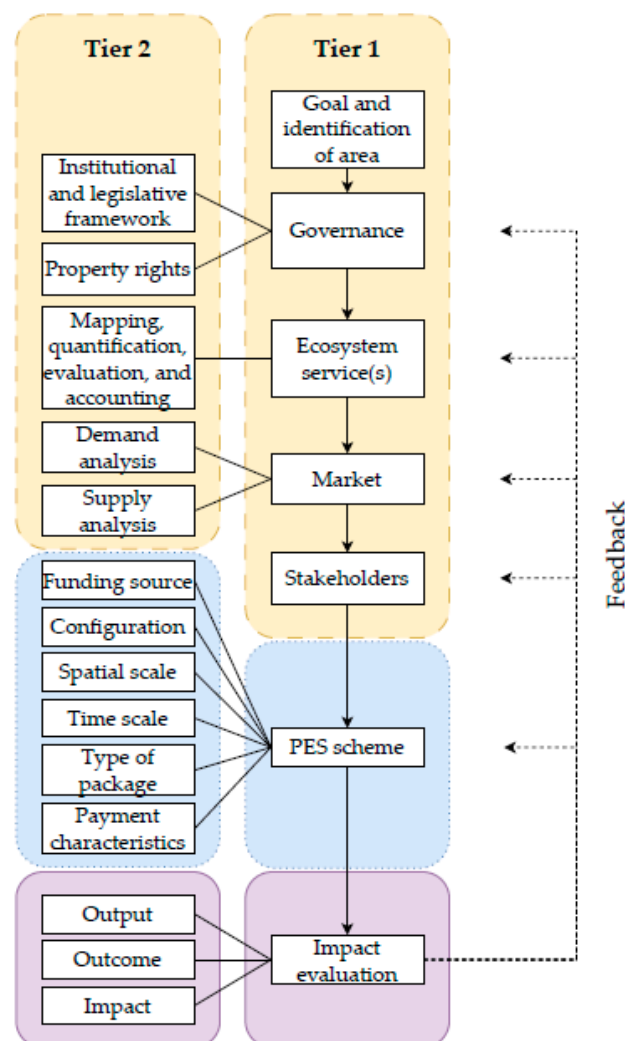 Tier 2
Tier 1
Goal and
identification
of area
Institutional
and legislative
framework
Governance
Property rights
Mapping,
quantification,
evaluation, and
accounting
Ecosystem
service(s)
Demand
analysis
Market
Supply
analysis
Stakeholders
Funding source
Configuration
Spatial scale
Time scale
PES scheme
Type of
package
Payment
characteristics
Output
Outcome
Impact
Impact
evaluation
Feedback